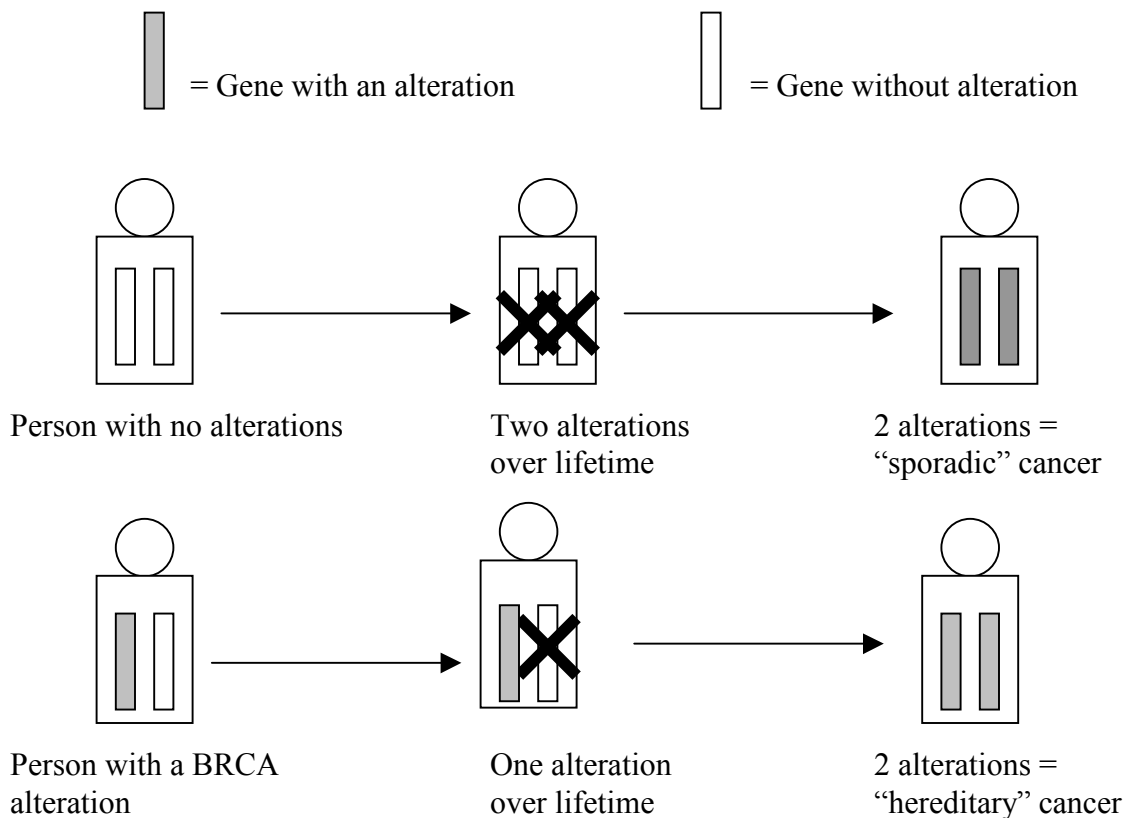 = Gene with an alteration
= Gene without alteration
Person with no alterations
Two alterations
over lifetime
2 alterations =
“sporadic” cancer
Person with a BRCA
alteration
One alteration
over lifetime
2 alterations =
“hereditary” cancer